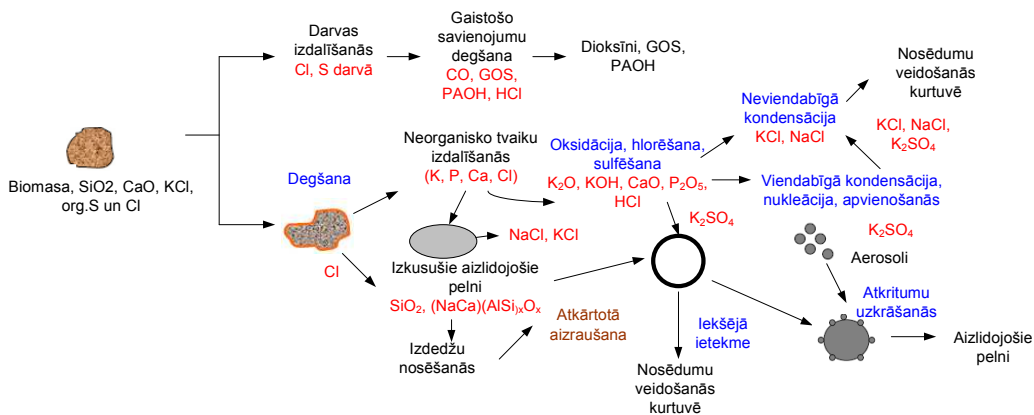 Darvas
izdalīšanās
Cl, S darvā
Gaistošo
savienojumu
degšana
CO, GOS,
PAOH, HCl
Dioksīni, GOS,
PAOH
Nosēdumu
veidošanās
kurtuvē
KCl, NaCl,
K₂SO₄
Neviendabīgā
kondensācija
KCl, NaCl
Biomasa, SiO2, CaO, KCl,
org.S un Cl
Degšana
Cl
Neorganisko tvaiku
izdalīšanās
(K, P, Ca, Cl)
Oksidācija, hlorēšana,
sulfēšana
K₂O, KOH, CaO, P₂O₅,
HCl
K₂SO₄
Viendabīgā kondensācija,
nukleācija, apvienošanās
K₂SO₄
Aerosoli
NaCl, KCl
Izkusušie aizlidojošie
pelni
SiO₂, (NaCa)(AlSi)ₓOₓ
Izdedžu
nosēšanās
Atkārtotā
aizraušana
Iekšējā
ietekme
Nosēdumu
veidošanās
kurtuvē
Atkritumu
uzkrāšanās
Aizlidojošie
pelni